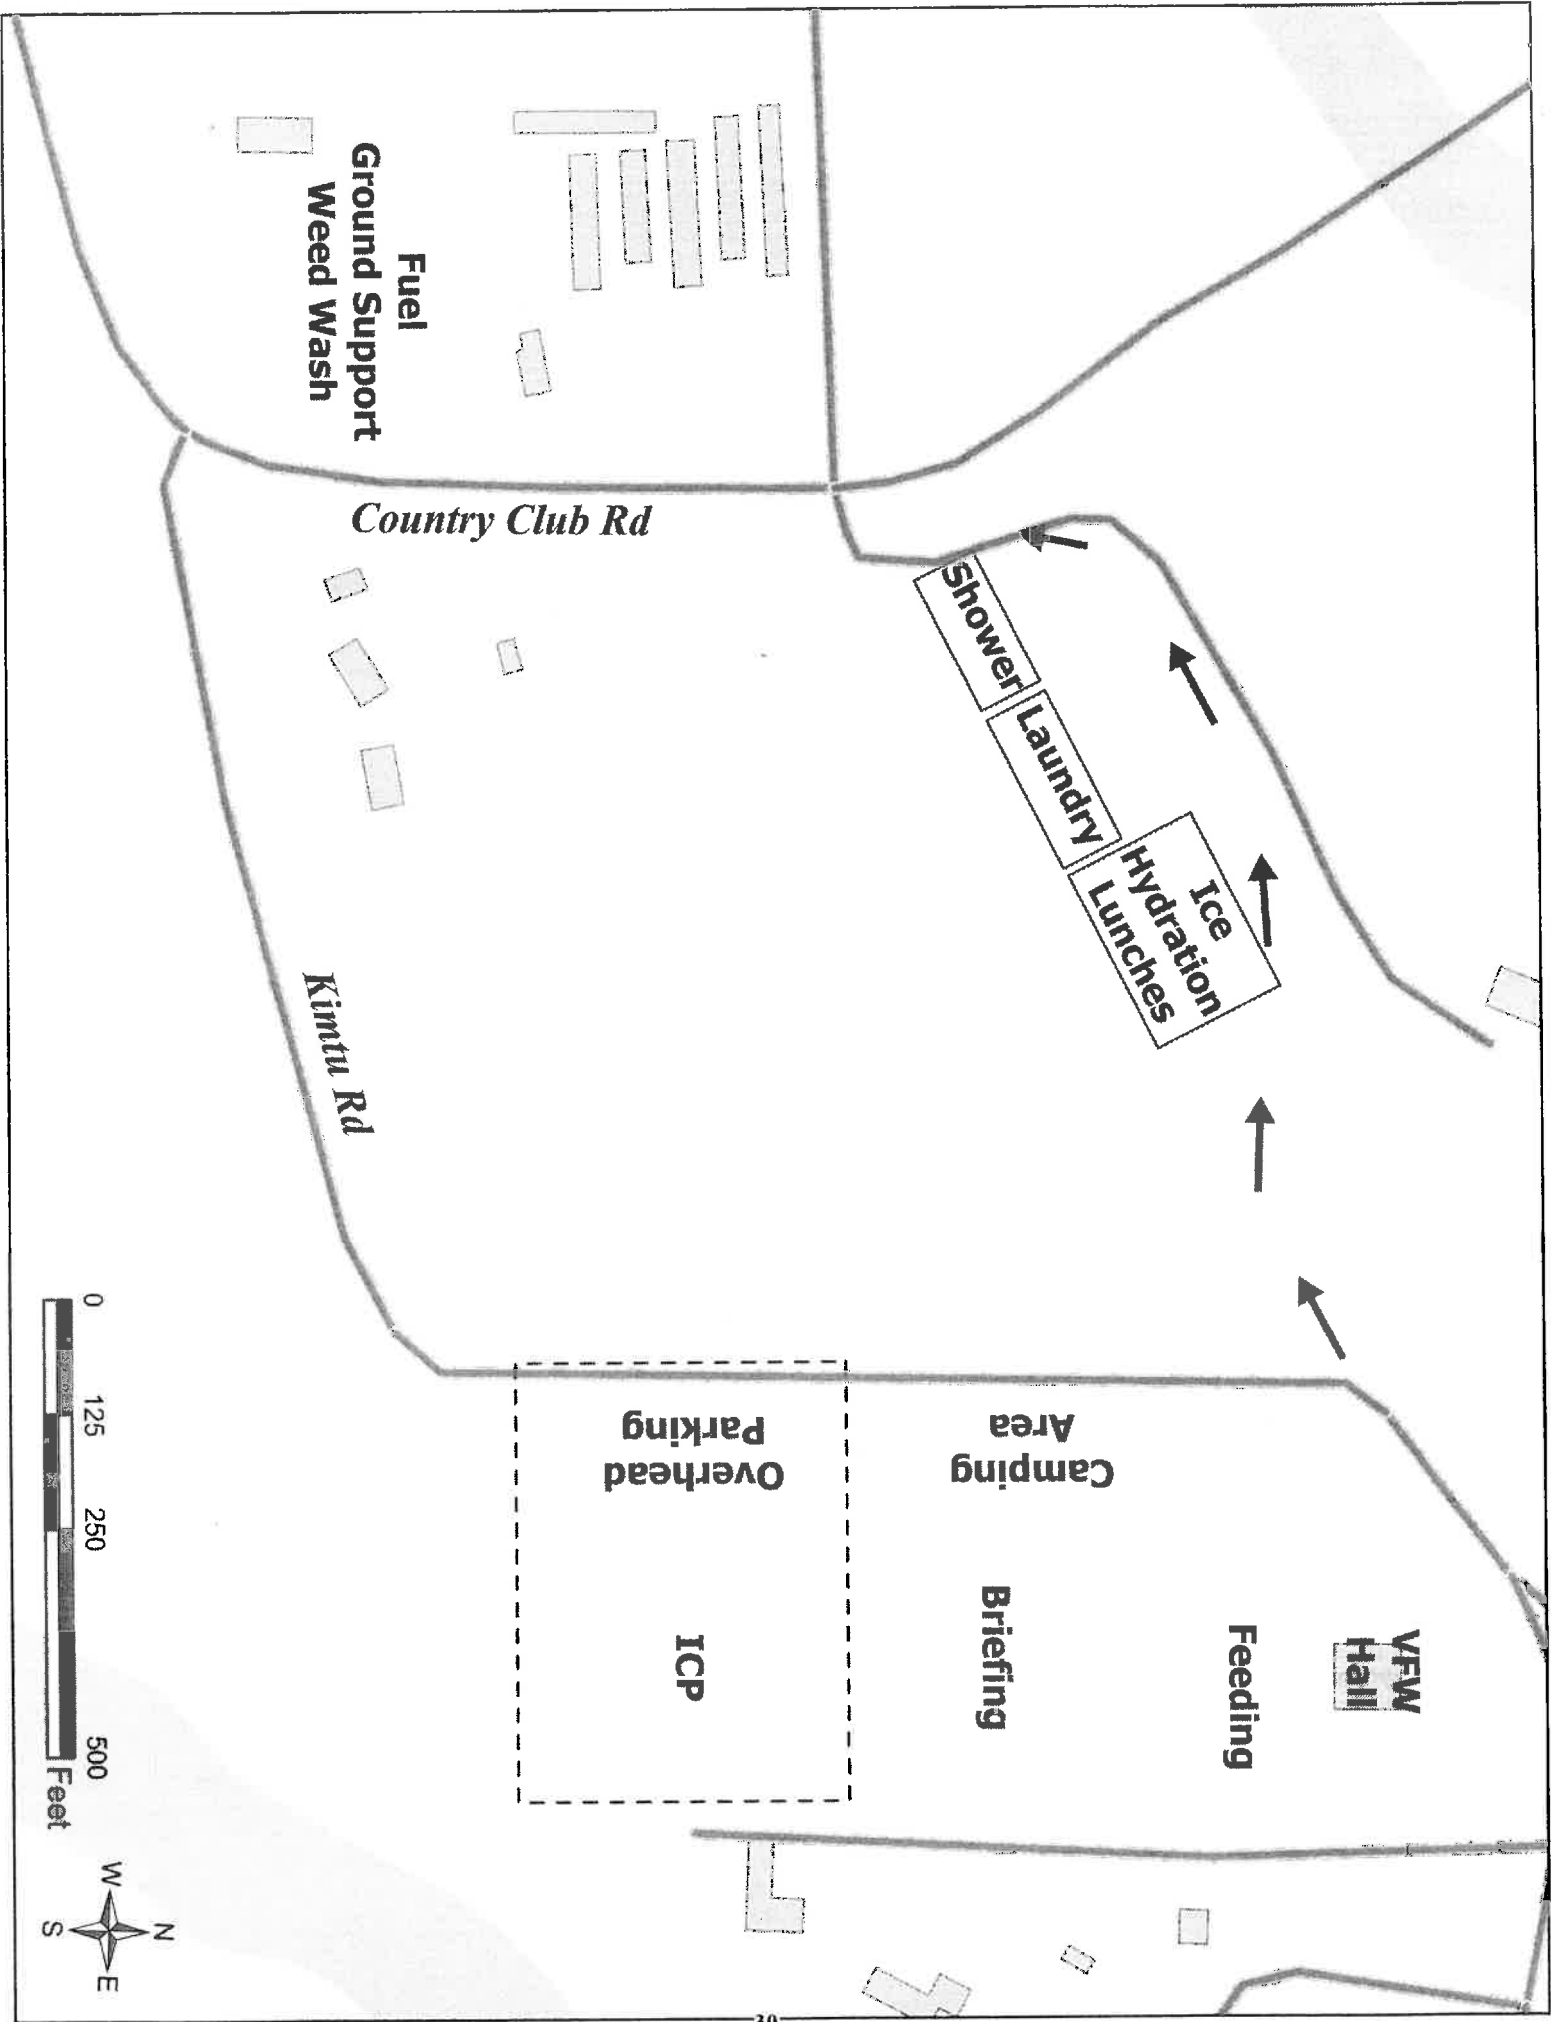 Fuel
Ground Support
Weed Wash
Country Club Rd
Shower
Laundry
Ice
Hydration
Lunches
Kimtu Rd
Camping
Area
Overhead
Parking
VFW
Hall
Feeding
Briefing
ICP
0 125 250 500
Feet
N
W E
S
30